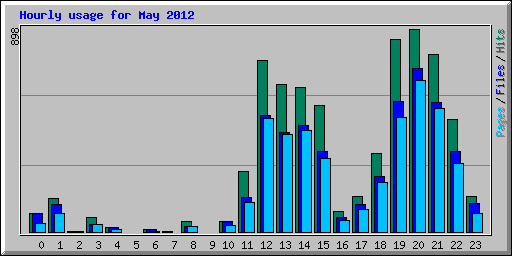 Hourly usage for May 2012
898
Pages/Files/Hits
0 1 2 3 4 5 6 7 8 9 10 11 12 13 14 15 16 17 18 19 20 21 22 23